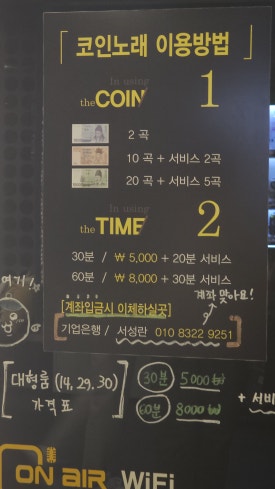 「코인노래 이용방법」
In using
the COIN 1
2 곡
10 곡 + 서비스 2곡
20 곡 + 서비스 5곡
In using
the TIME 2
30분 / ₩ 5,000 + 20분 서비스
60분 / ₩ 8,000 + 30분 서비스
여기!
계좌 맞아요!
[계좌입금시 이체하실곳]
기업은행 / 서성란 010 8322 9251
[대형룸 (14, 29, 30) 가격표]
30분 5000₩
60분 8000₩
+ 서비
ON AIR WiFi